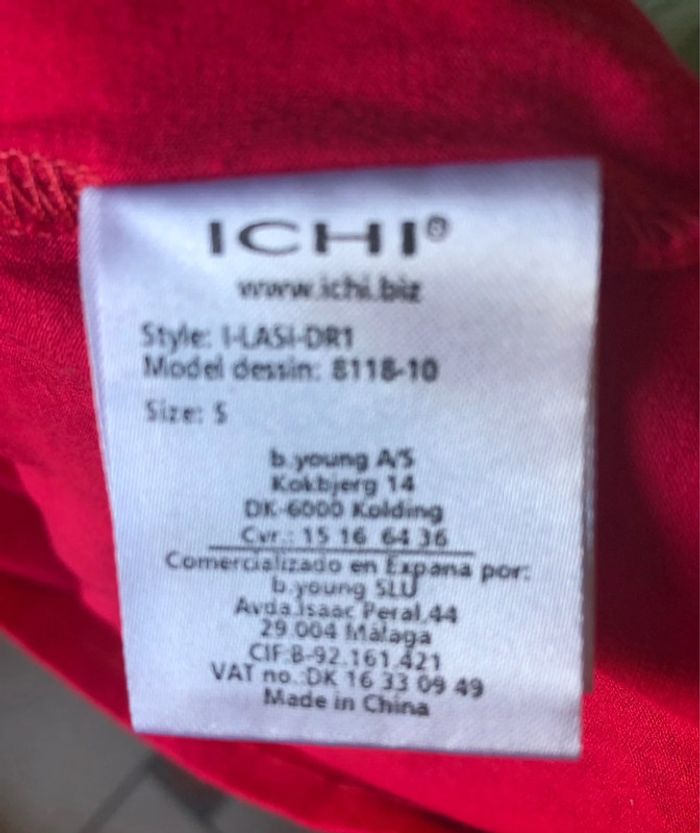 ICHI®
www.ichi.biz
Style: I-LASI-DR1
Model dessin: 8118-10
Size: S
b.young A/S
Kokbjerg 14
DK-6000 Kolding
Cvr.: 15 16 64 36
Comercializado en Expana por:
b.young SLU
Avda.Isaac Peral.44
29.004 Málaga
CIF:B-92.161.421
VAT no.:DK 16 33 09 49
Made in China